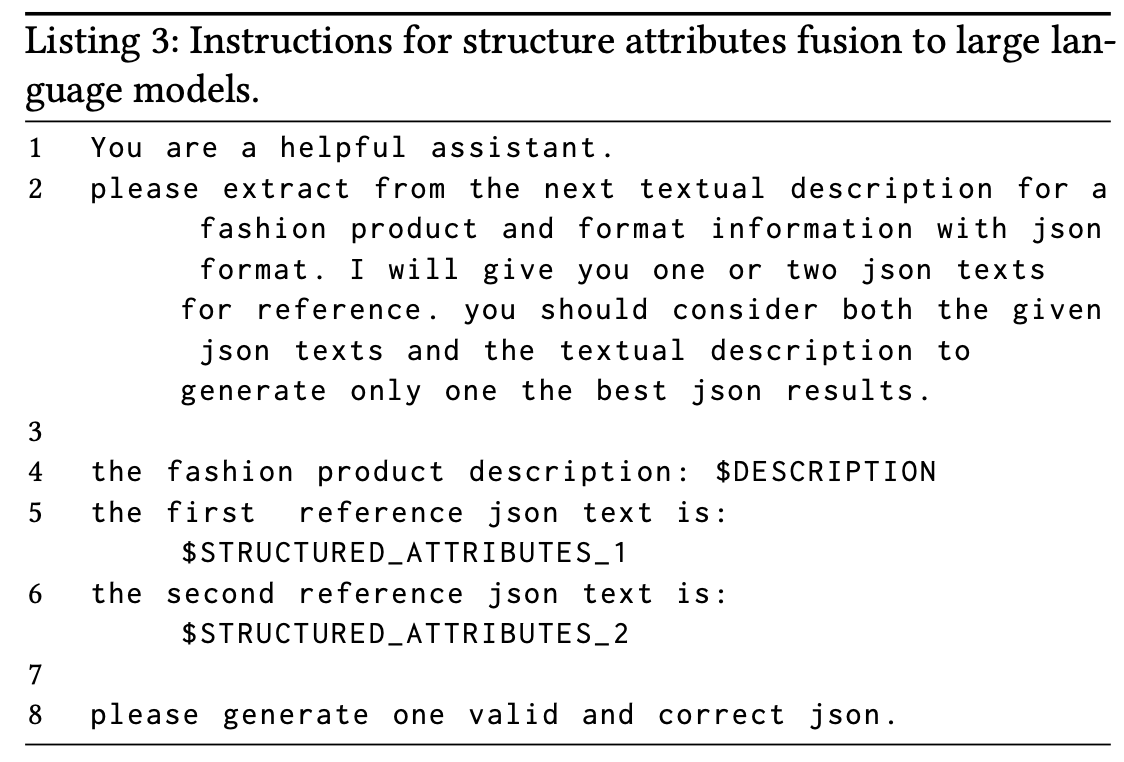 Listing 3: Instructions for structure attributes fusion to large lan-
guage models.
1 You are a helpful assistant.
2 please extract from the next textual description for a
fashion product and format information with json
format. I will give you one or two json texts
for reference. you should consider both the given
json texts and the textual description to
generate only one the best json results.
3
4 the fashion product description: $DESCRIPTION
5 the first  reference json text is:
$STRUCTURED_ATTRIBUTES_1
6 the second reference json text is:
$STRUCTURED_ATTRIBUTES_2
7
8 please generate one valid and correct json.